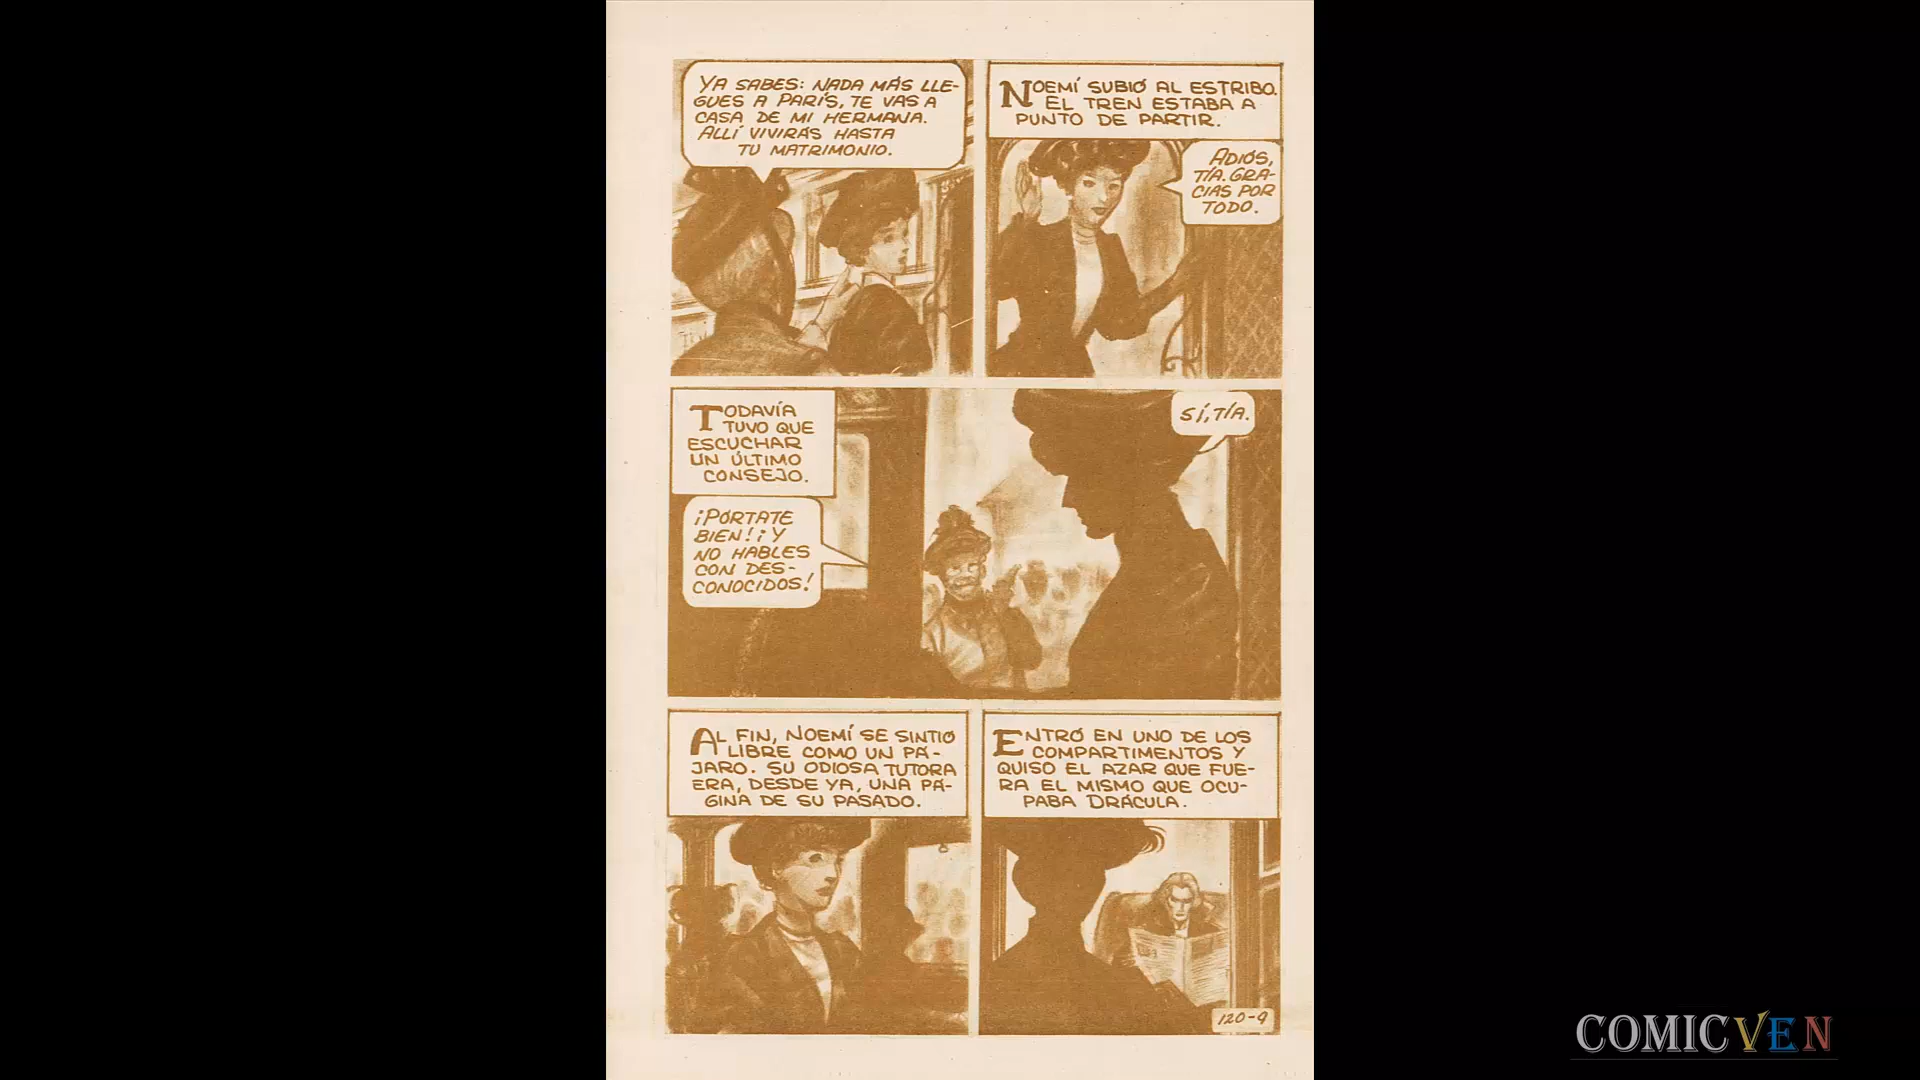 YA SABES: NADA MÁS LLE-
GUES A PARÍS, TE VAS A
CASA DE MI HERMANA.
ALLÍ VIVIRÁS HASTA
TU MATRIMONIO.
NOEMÍ SUBIÓ AL ESTRIBO.
EL TREN ESTABA A
PUNTO DE PARTIR.
ADIÓS,
TÍA. GRA-
CIAS POR
TODO.
TODAVÍA
TUVO QUE
ESCUCHAR
UN ÚLTIMO
CONSEJO.
¡PÓRTATE
BIEN! ¡Y
NO HABLES
CON DES-
CONOCIDOS!
SÍ, TÍA.
AL FIN, NOEMÍ SE SINTIÓ
LIBRE COMO UN PÁ-
JARO. SU ODIOSA TUTORA
ERA, DESDE YA, UNA PÁ-
GINA DE SU PASADO.
ENTRÓ EN UNO DE LOS
COMPARTIMENTOS Y
QUISO EL AZAR QUE FUE-
RA EL MISMO QUE OCU-
PABA DRÁCULA.
120-9
COMICVEN